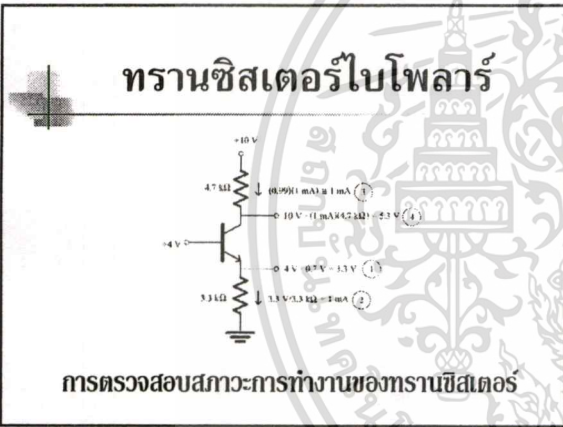 ทรานซิสเตอร์ไบโพลาร์
+10 V
4.7 kΩ
(0.99)(1 mA) ≅ 1 mA 3
10 V - (1 mA)(4.7 kΩ) = 5.3 V 4
+4 V
4 V - 0.7 V = 3.3 V 1
3.3 kΩ
3.3 V/3.3 kΩ = 1 mA 2
การตรวจสอบสภาวะการทำงานของทรานซิสเตอร์